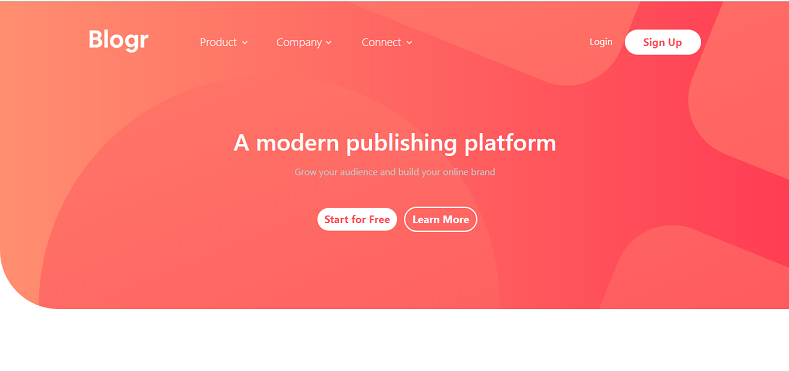 Blogr Product Company Connect Login Sign Up
A modern publishing platform
Grow your audience and build your online brand
Start for Free Learn More